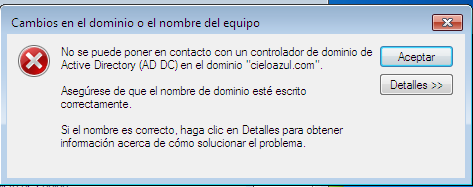 Cambios en el dominio o el nombre del equipo
No se puede poner en contacto con un controlador de dominio de
Active Directory (AD DC) en el dominio "cieloazul.com".
Aceptar
Detalles >>
Asegúrese de que el nombre de dominio esté escrito
correctamente.
Si el nombre es correcto, haga clic en Detalles para obtener
información acerca de cómo solucionar el problema.